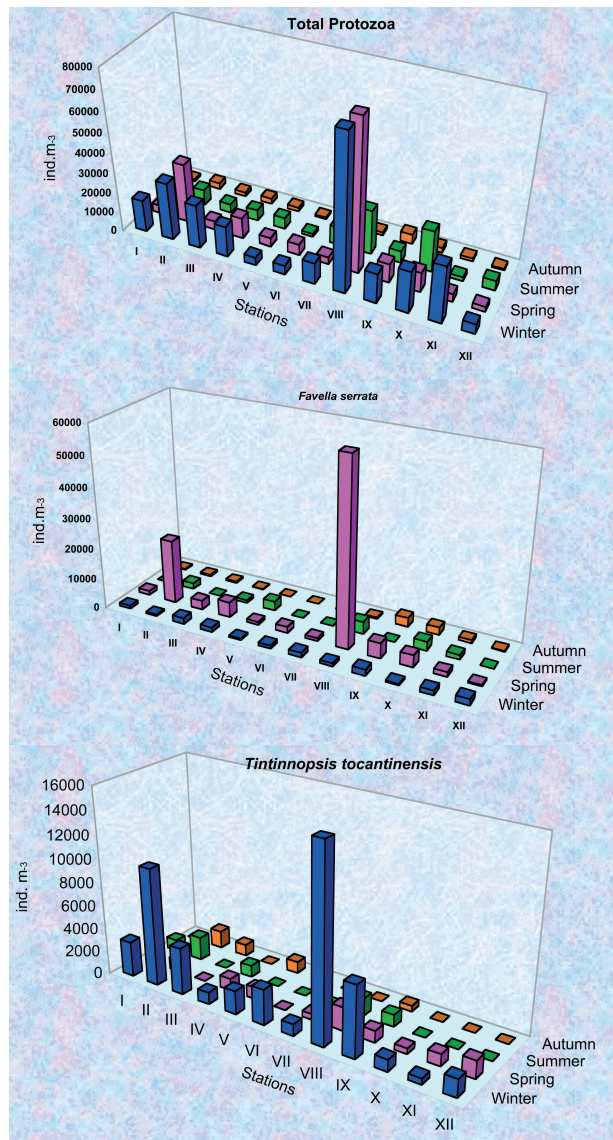 Total Protozoa
80000
70000
60000
50000
40000
30000
20000
10000
0
ind.m-3
I
II
III
IV
V
VI
VII
VIII
IX
X
XI
XII
Stations
Autumn
Summer
Spring
Winter
Favella serrata
60000
50000
40000
30000
20000
10000
0
ind.m-3
I
II
III
IV
V
VI
VII
VIII
IX
X
XI
XII
Stations
Autumn
Summer
Spring
Winter
Tintinnopsis tocantinensis
16000
14000
12000
10000
8000
6000
4000
2000
0
ind. m-3
I
II
III
IV
V
VI
VII
VIII
IX
X
XI
XII
Stations
Autumn
Summer
Spring
Winter